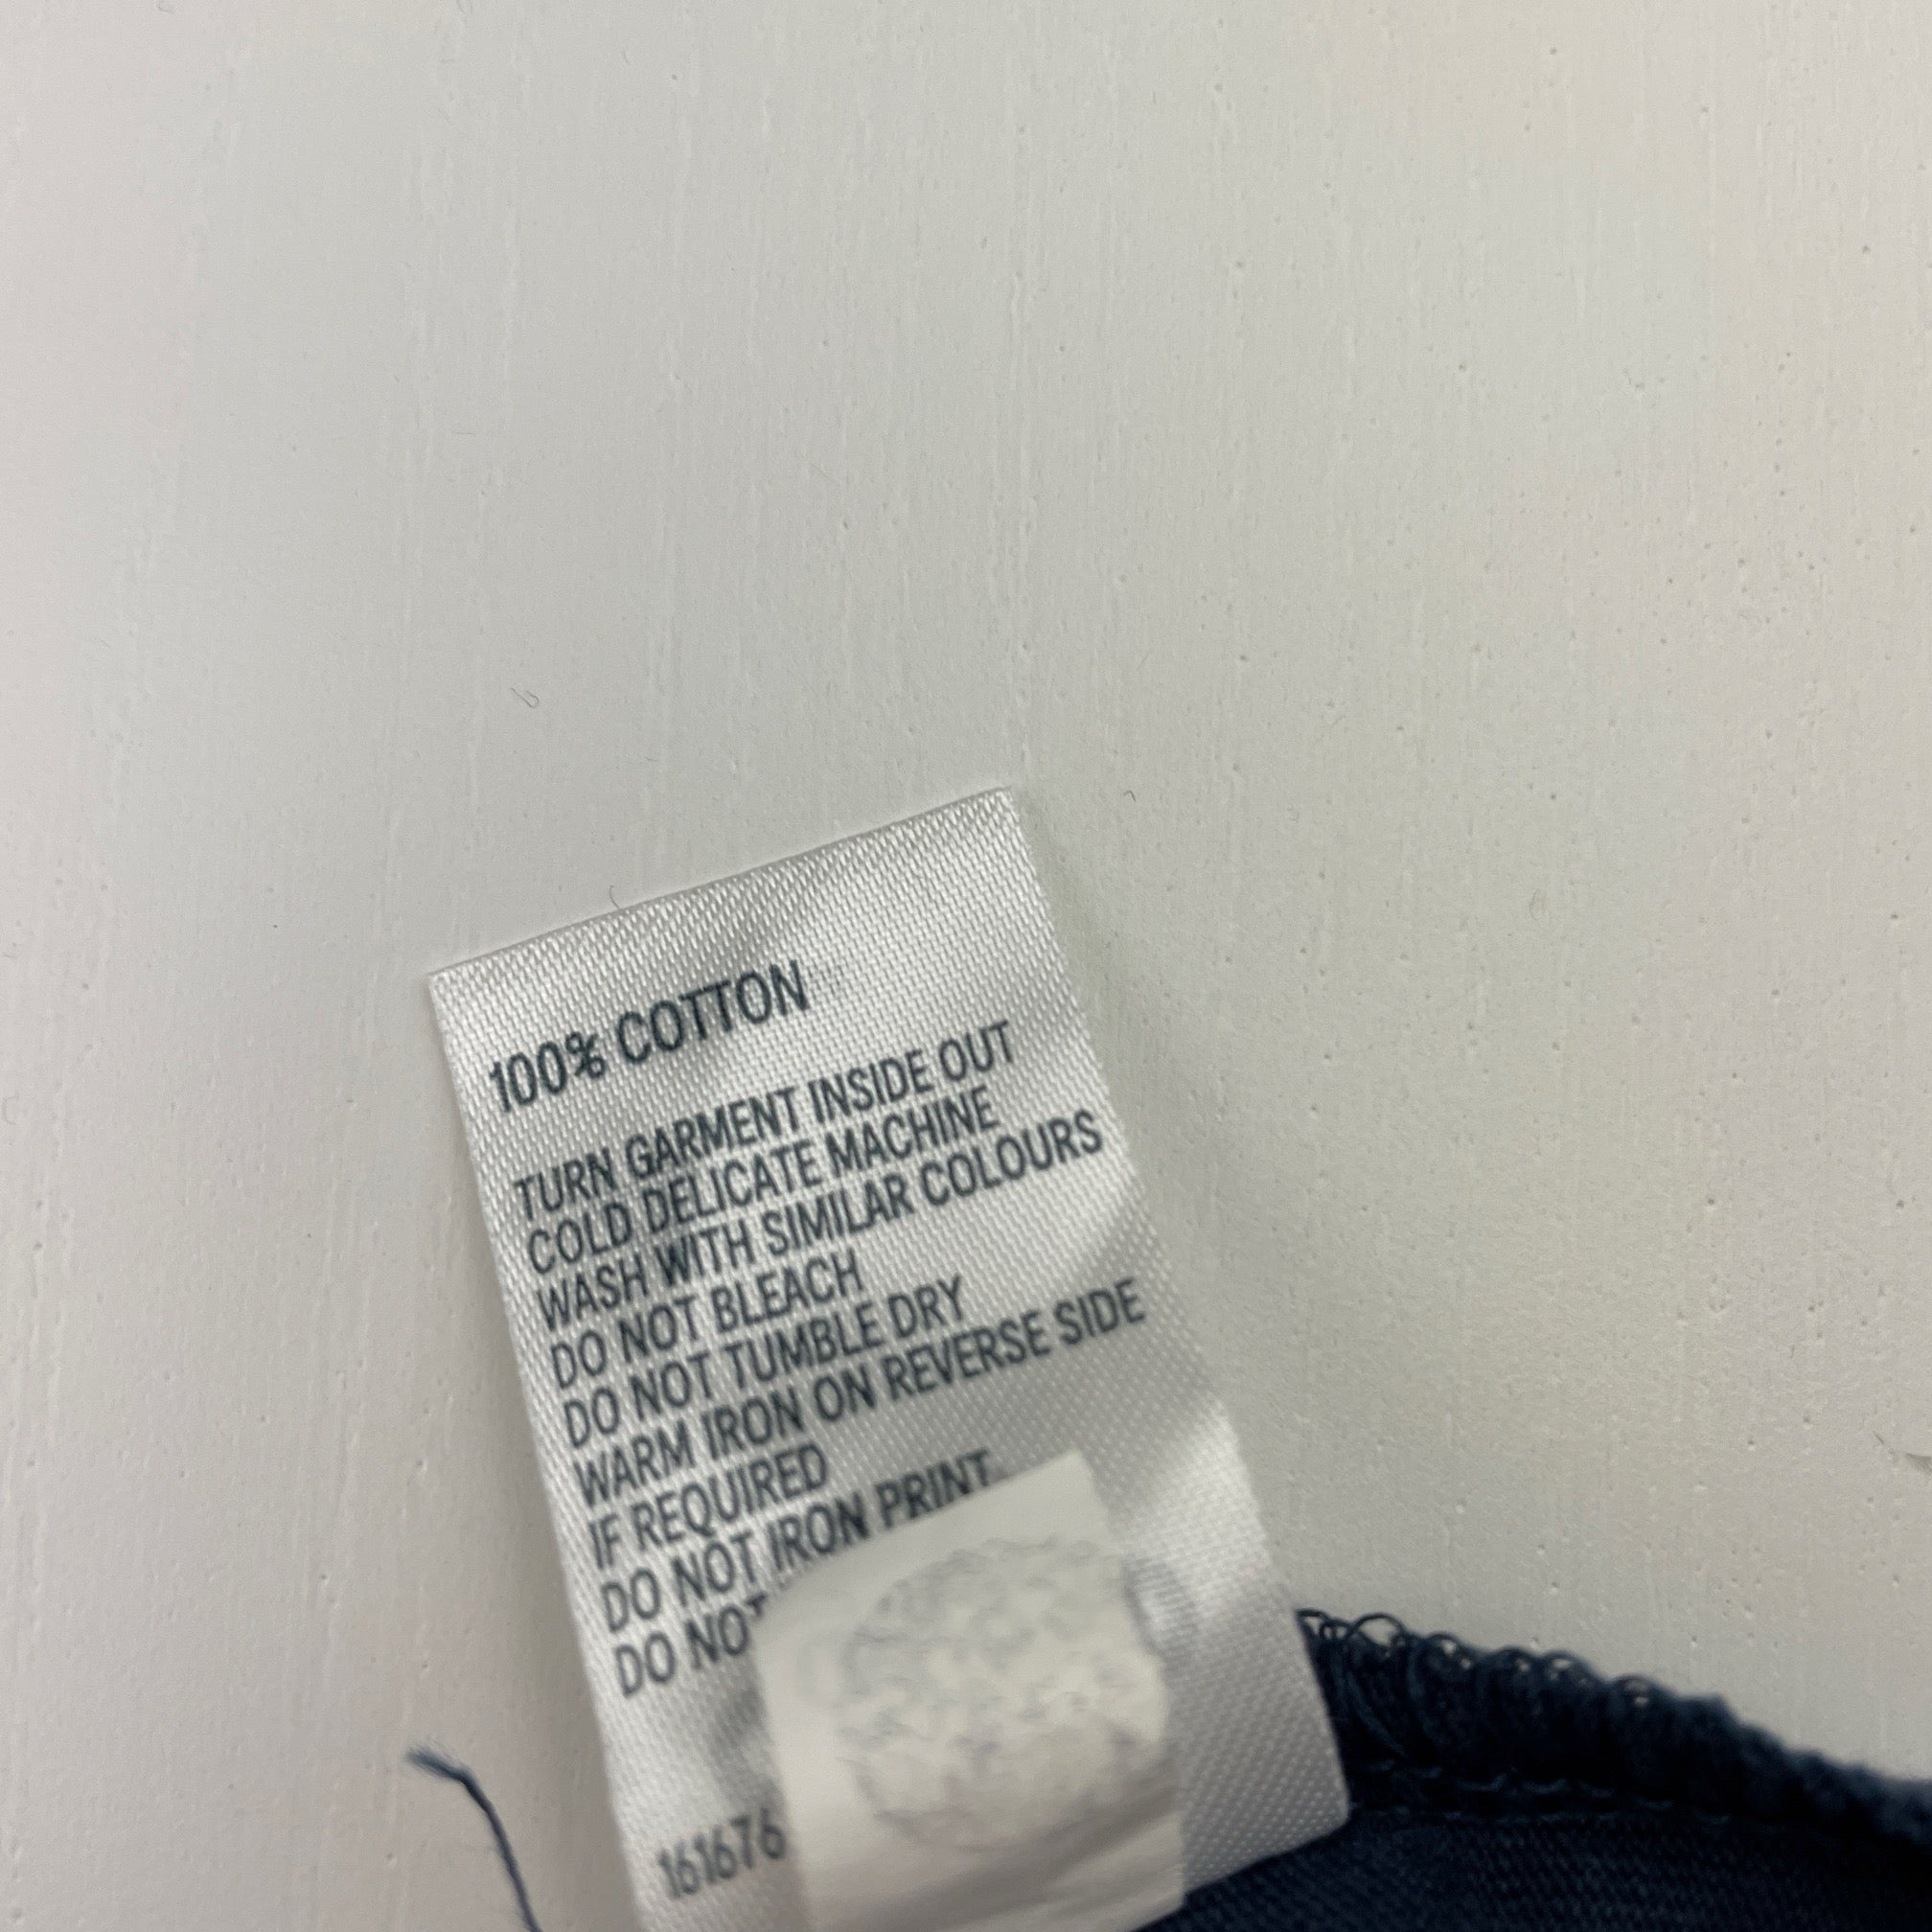 100% COTTON
TURN GARMENT INSIDE OUT
COLD DELICATE MACHINE
WASH WITH SIMILAR COLOURS
DO NOT BLEACH
DO NOT TUMBLE DRY
WARM IRON ON REVERSE SIDE
IF REQUIRED
DO NOT IRON PRINT
DO NOT
161676